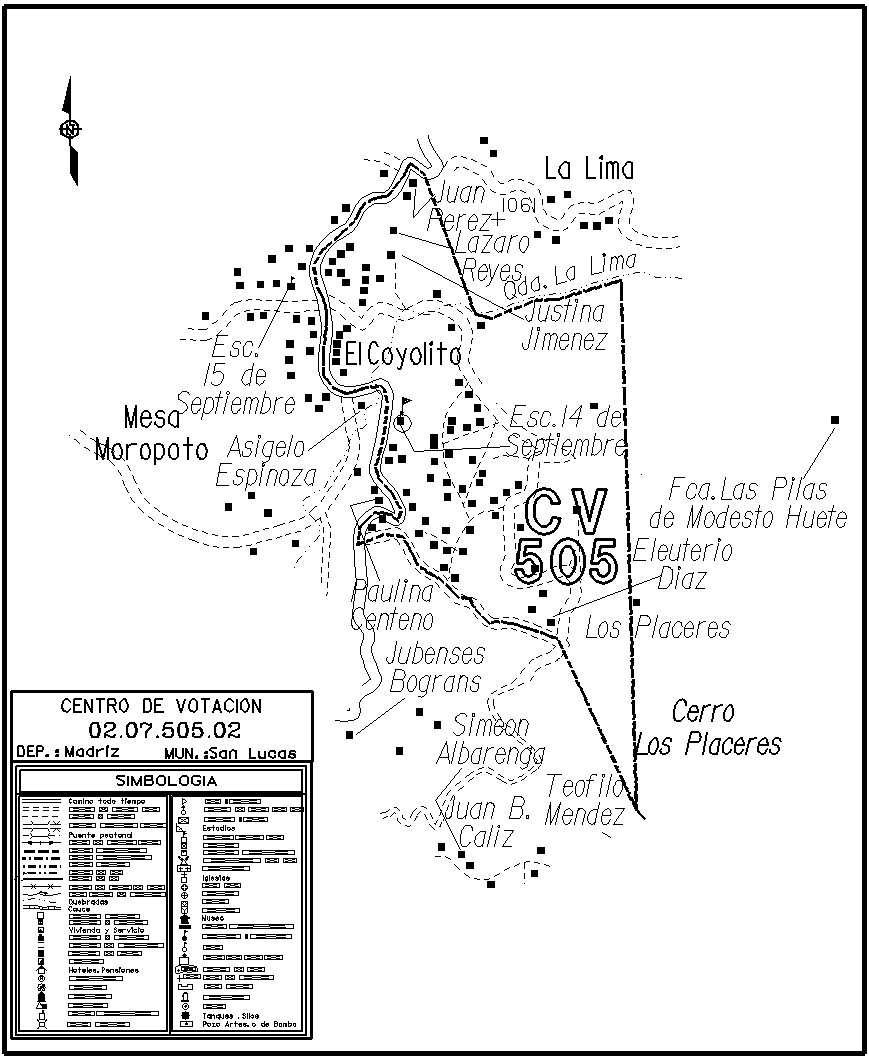 N
La Lima
Juan
Perez
1061
Lazaro
Reyes
Qda. La Lima
Justina
Jimenez
Esc.
15 de
Septiembre
El Coyolito
Mesa
Moropoto
Asigelo
Espinoza
Esc. 14 de
Septiembre
Fca. Las Pilas
de Modesto Huete
CV
505
Eleuterio
Diaz
Paulina
Centeno
Los Placeres
Jubenses
Bograns
Cerro
Los Placeres
Simeon
Albarenga
Teofilo
Mendez
Juan B.
Caliz
CENTRO DE VOTACION
02.07.505.02
DEP.: Madriz MUN.: San Lucas
SIMBOLOGIA
Camino todo tiempo
Puente peatonal
Quebradas
Cauce
Vivienda y Servicio
Hoteles, Pensiones
Estadios
Iglesias
Museo
Tanques, Silos
Pozo Artes. o de Bomba